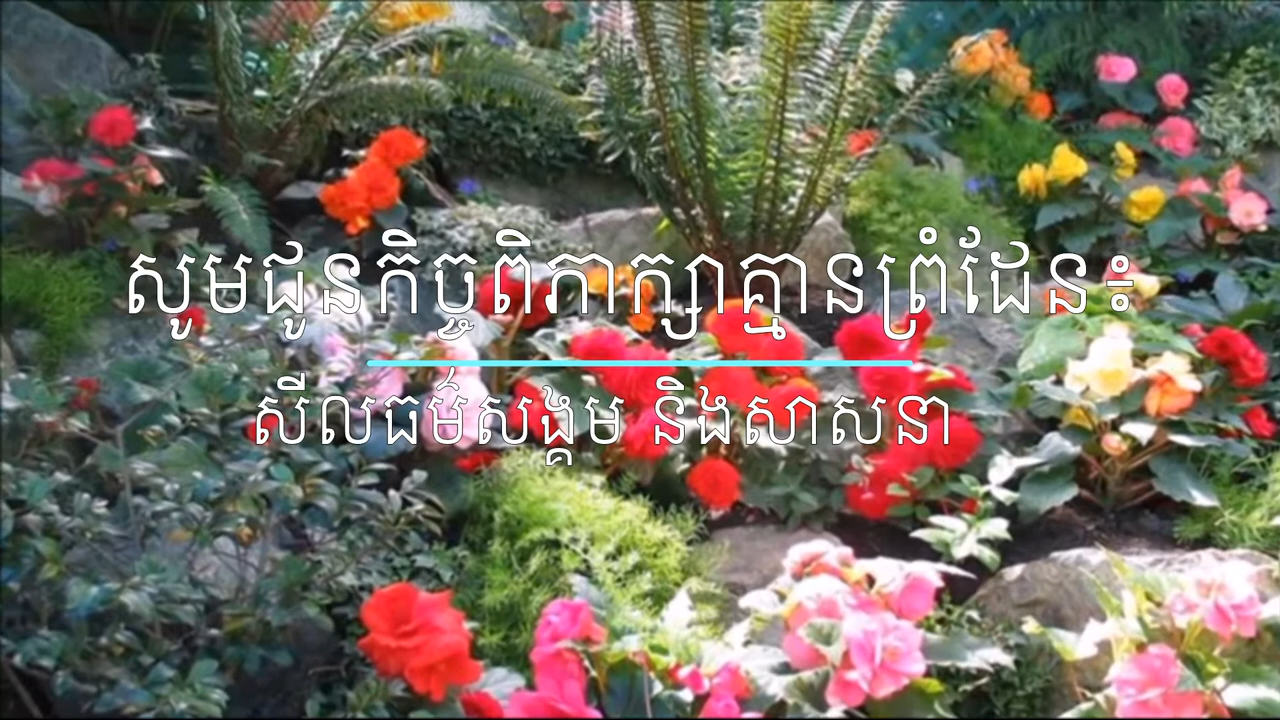 សូមជូនកិច្ចពិភាក្សាគ្មានព្រំដែន៖
សីលធម៌សង្គម និងសាសនា